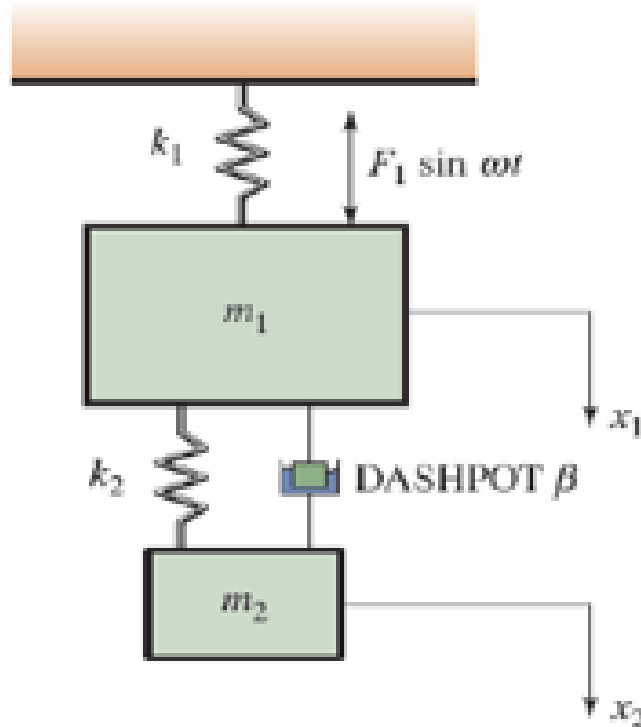 k₁
F₁ sin ωt
m₁
x₁
k₂
DASHPOT β
m₂
x₂